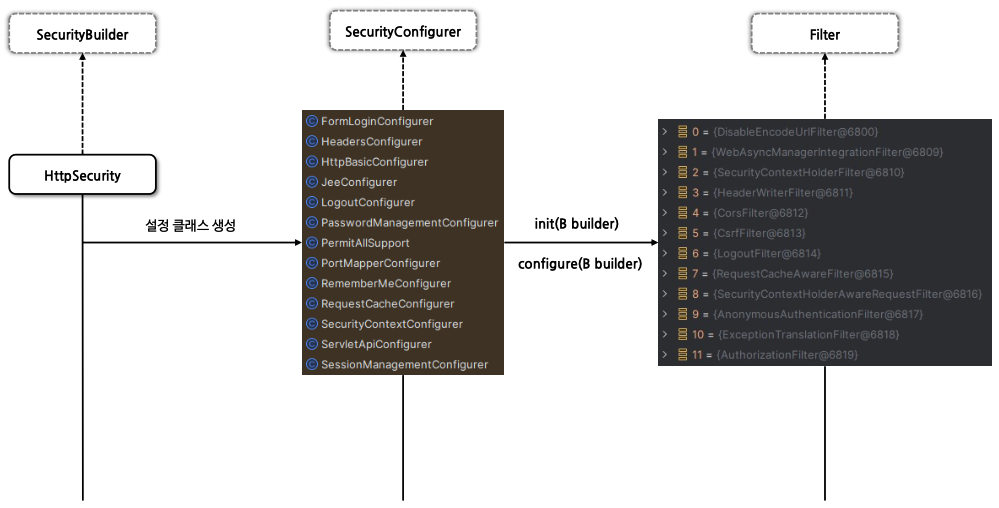 SecurityBuilder
SecurityConfigurer
Filter
HttpSecurity
설정 클래스 생성
FormLoginConfigurer
HeadersConfigurer
HttpBasicConfigurer
JeeConfigurer
LogoutConfigurer
PasswordManagementConfigurer
PermitAllSupport
PortMapperConfigurer
RememberMeConfigurer
RequestCacheConfigurer
SecurityContextConfigurer
ServletApiConfigurer
SessionManagementConfigurer
init(B builder)
configure(B builder)
0 = {DisableEncodeUrlFilter@6800}
1 = {WebAsyncManagerIntegrationFilter@6809}
2 = {SecurityContextHolderFilter@6810}
3 = {HeaderWriterFilter@6811}
4 = {CorsFilter@6812}
5 = {CsrfFilter@6813}
6 = {LogoutFilter@6814}
7 = {RequestCacheAwareFilter@6815}
8 = {SecurityContextHolderAwareRequestFilter@6816}
9 = {AnonymousAuthenticationFilter@6817}
10 = {ExceptionTranslationFilter@6818}
11 = {AuthorizationFilter@6819}